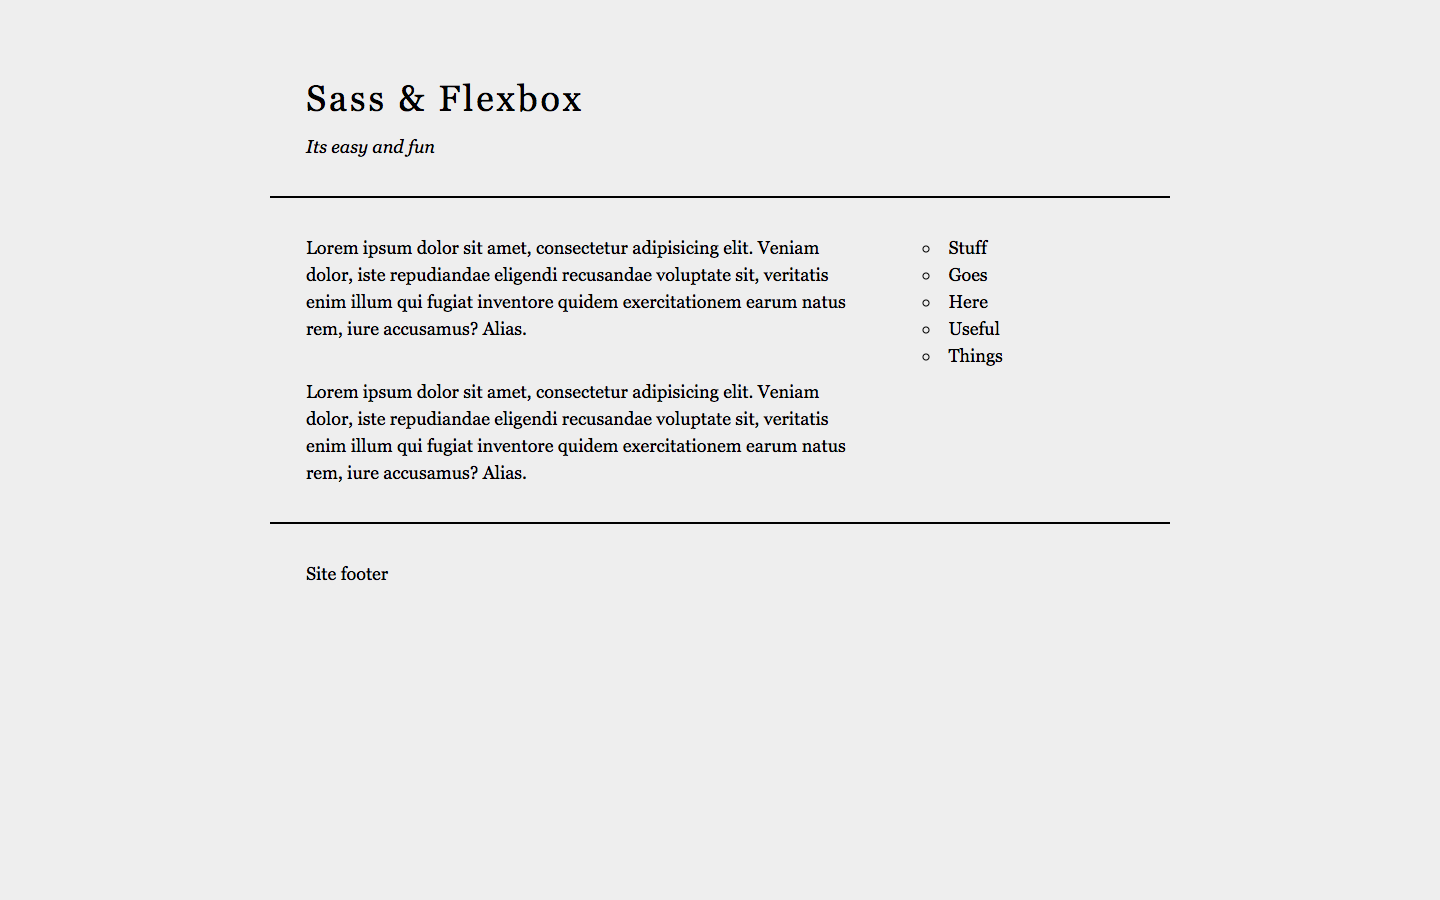 Sass & Flexbox
Its easy and fun
Lorem ipsum dolor sit amet, consectetur adipisicing elit. Veniam
dolor, iste repudiandae eligendi recusandae voluptate sit, veritatis
enim illum qui fugiat inventore quidem exercitationem earum natus
rem, iure accusamus? Alias.
Lorem ipsum dolor sit amet, consectetur adipisicing elit. Veniam
dolor, iste repudiandae eligendi recusandae voluptate sit, veritatis
enim illum qui fugiat inventore quidem exercitationem earum natus
rem, iure accusamus? Alias.
Stuff
Goes
Here
Useful
Things
Site footer